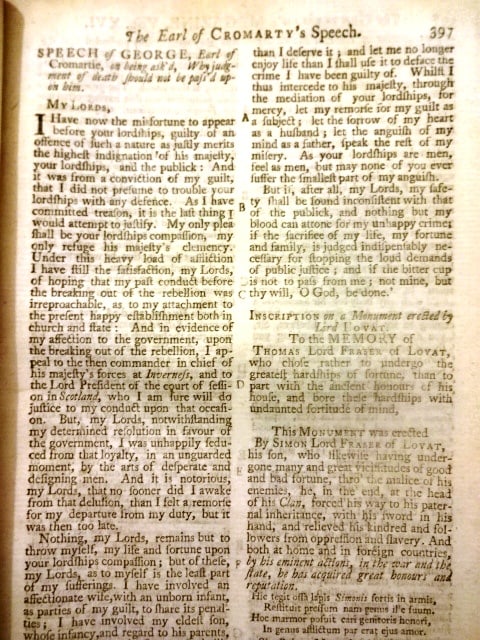 The Earl of CROMARTY's Speech. 397
SPEECH of GEORGE, Earl of
Cromartie, on being ask'd, Why judg-
ment of death should not be pass'd up-
on him.
MY LORDS,
I Have now the misfortune to appear
before your lordships, guilty of an
offence of such a nature as justly merits
the highest indignation of his majesty,
your lordships, and the publick: And
it was from a conviction of my guilt,
that I did not presume to trouble your
lordships with any defence. As I have
committed treason, it is the last thing I
would attempt to justify. My only plea
shall be your lordships compassion, my
only refuge his majesty's clemency.
Under this heavy load of affliction
I have still the satisfaction, my Lords,
of hoping that my past conduct before
the breaking out of the rebellion was
irreproachable, as to my attachment to
the present happy establishment both in
church and state: And in evidence of
my affection to the government, upon
the breaking out of the rebellion, I ap-
peal to the then commander in chief of
his majesty's forces at Inverness, and to
the Lord President of the court of sessi-
on in Scotland, who I am sure will do
justice to my conduct upon that occasi-
on. But, my Lords, notwithstanding
my determined resolution in favour of
the government, I was unhappily sedu-
ced from that loyalty, in an unguarded
moment, by the arts of desperate and
designing men. And it is notorious,
my Lords, that no sooner did I awake
from that delusion, than I felt a remorse
for my departure from my duty, but it
was then too late.
Nothing, my Lords, remains but to
throw myself, my life and fortune upon
your lordships compassion; but of these,
my Lords, as to myself is the least part
of my sufferings. I have involved an
affectionate wife, with an unborn infant,
as parties of my guilt, to share its penal-
ties; I have involved my eldest son,
whose infancy, and regard to his parents,
A
B
C
D
E
than I deserve it; and let me no longer
enjoy life than I shall use it to deface the
crime I have been guilty of. Whilst I
thus intercede to his majesty, through
the mediation of your lordships, for
mercy, let my remorse for my guilt as
a subject; let the sorrow of my heart
as a husband; let the anguish of my
mind as a father, speak the rest of my
misery. As your lordships are men,
feel as men, but may none of you ever
suffer the smallest part of my anguish.
But if, after all, my Lords, my safe-
ty shall be found inconsistent with that
of the publick, and nothing but my
blood can attone for my unhappy crime;
if the sacrifice of my life, my fortune
and family, is judged indispensably ne-
cessary for stopping the loud demands
of public justice; and if the bitter cup
is not to pass from me; not mine, but
thy will, O God, be done.'
INSCRIPTION on a Monument erected by
Lord LOVAT.
To the MEMORY of
THOMAS Lord FRASER of LOVAT,
who chose rather to undergo the
greatest hardships of fortune, than to
part with the ancient honours of his
house, and bore these hardships with
undaunted fortitude of mind,
This MONUMENT was erected
By SIMON Lord FRASER of LOVAT,
his son, who likewise having under-
gone many and great vicissitudes of good
and bad fortune, thro' the malice of his
enemies, he, in the end, at the head
of his Clan, forced his way to his pater-
nal inheritance, with his sword in his
hand, and relieved his kindred and fol-
lowers from oppression and slavery. And
both at home and in foreign countries,
by his eminent actions, in the war and the
state, he has acquired great honours and
reputation.
Hic tegit ossa lapis Simonis fortis in armis,
Restituit pressum nam genus ille suum.
Hoc marmor posuit cari genitoris honori,
In genus afflictum par erat ejus amor.